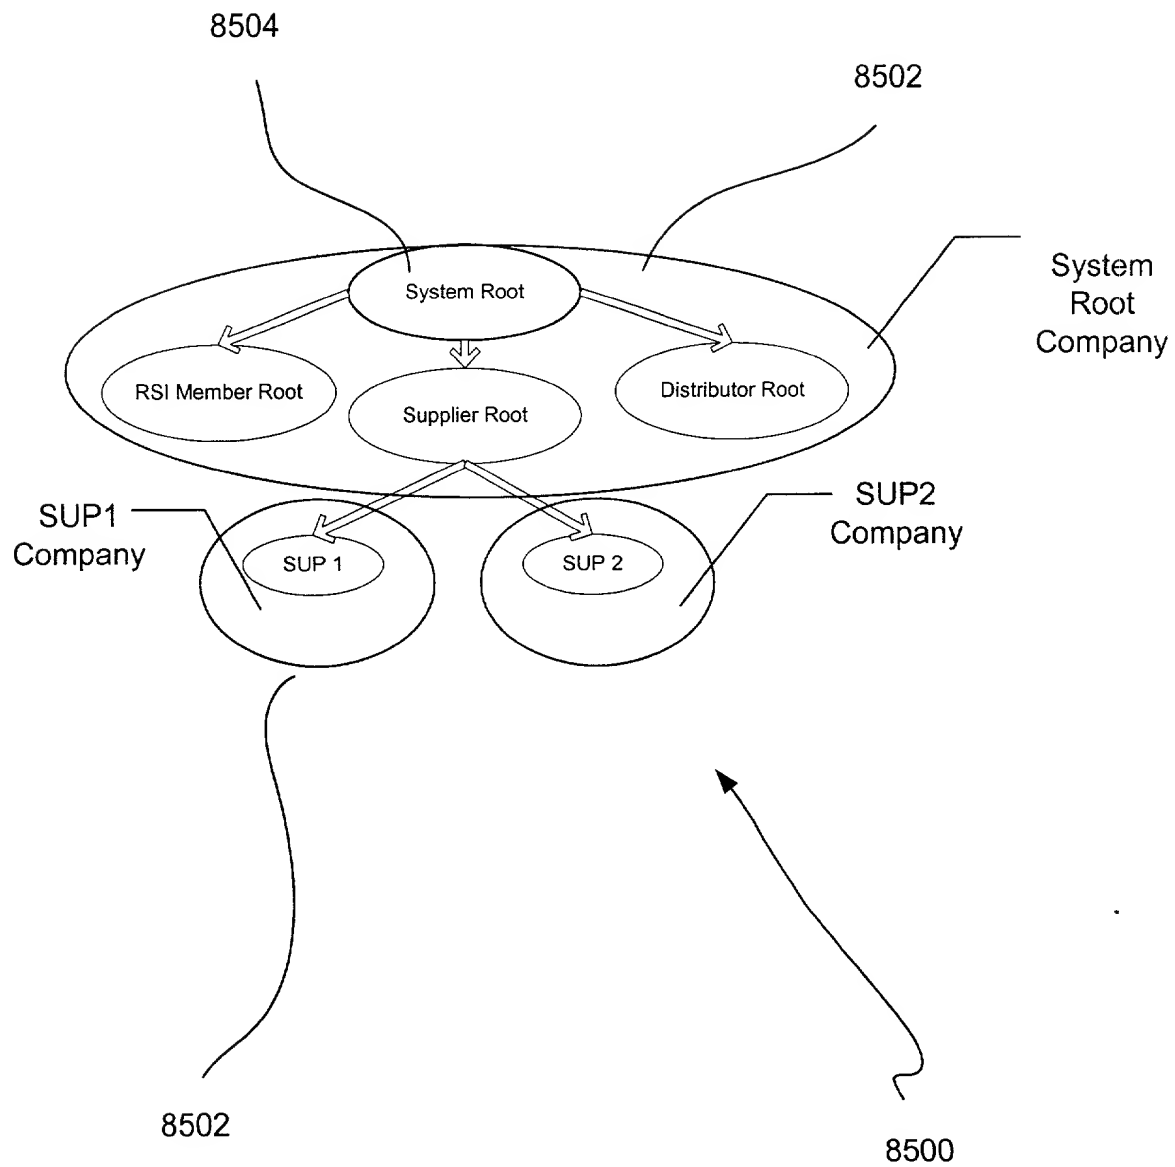 8504
8502
System
Root
Company
System Root
RSI Member Root
Supplier Root
Distributor Root
SUP1
Company
SUP2
Company
SUP 1
SUP 2
8502
8500